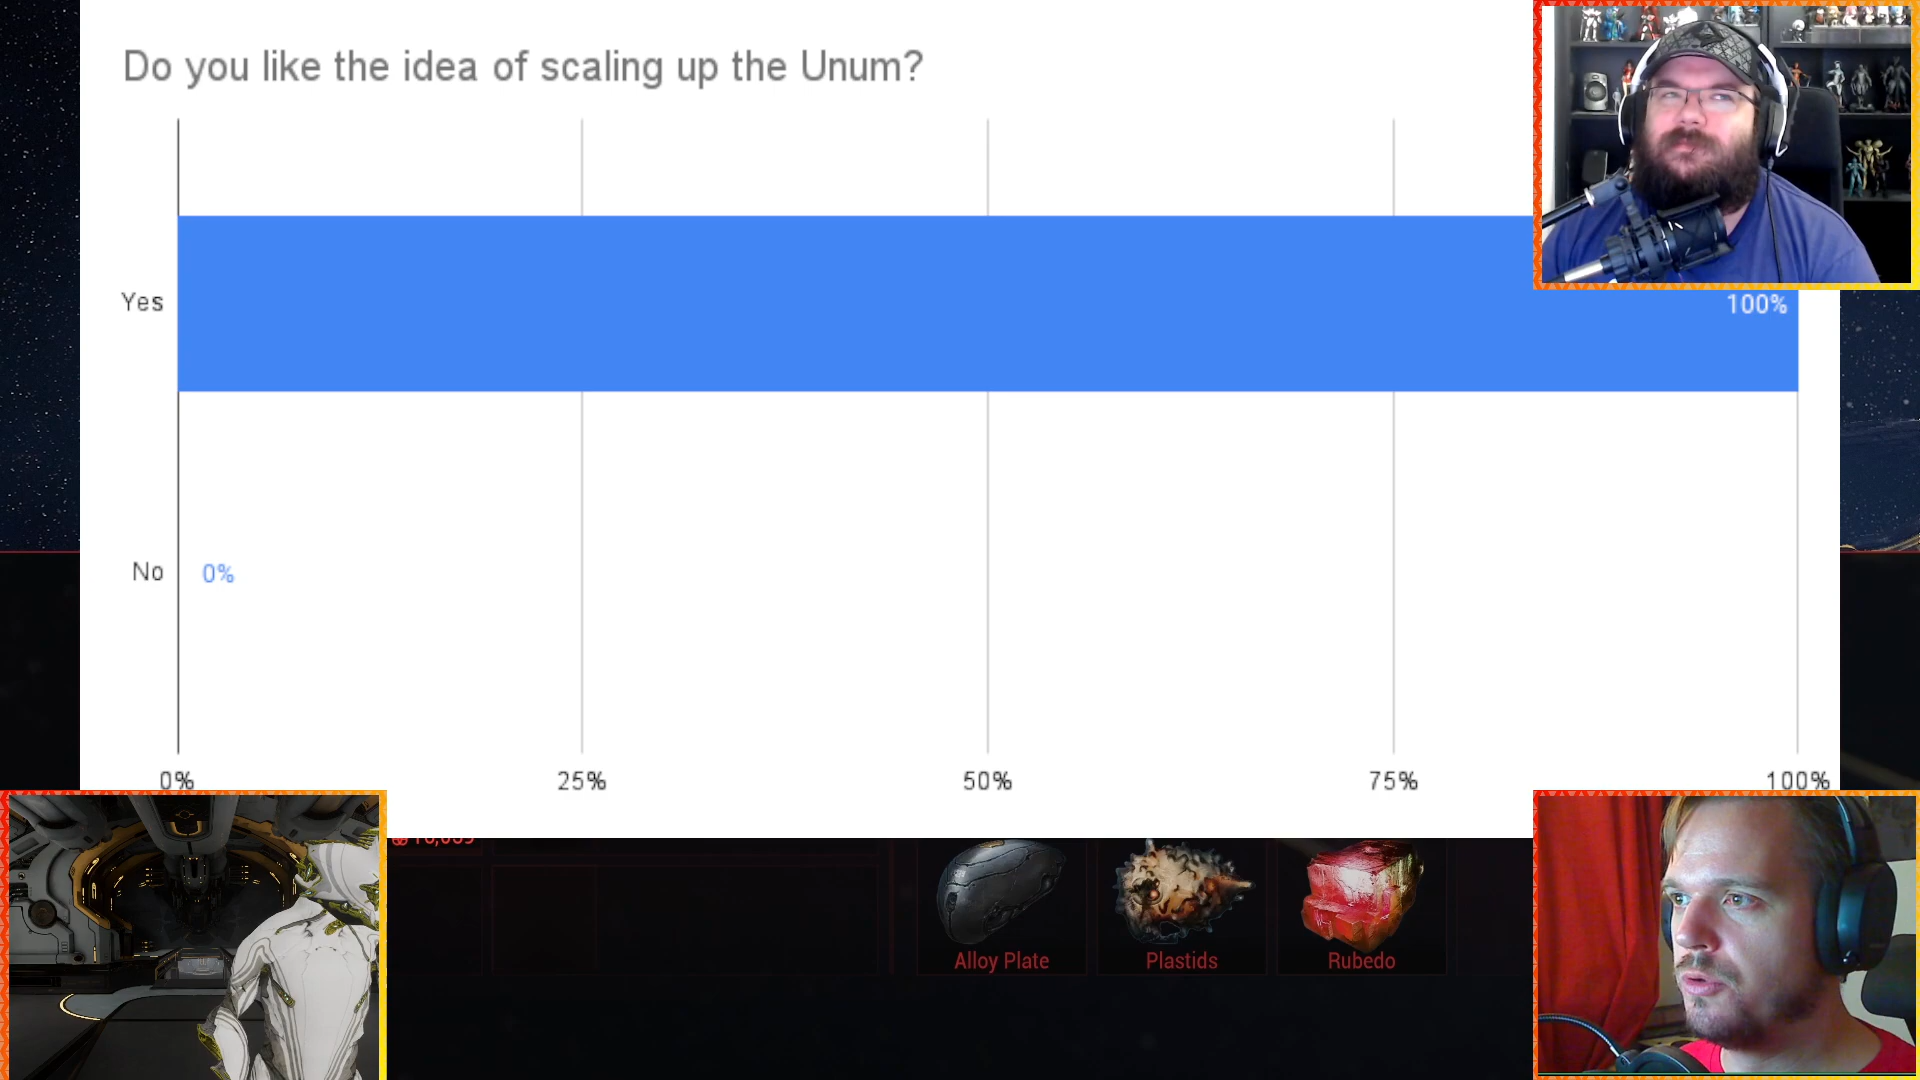 Do you like the idea of scaling up the Unum?
Yes
100%
No
0%
0%
25%
50%
75%
100%
Alloy Plate
Plastids
Rubedo